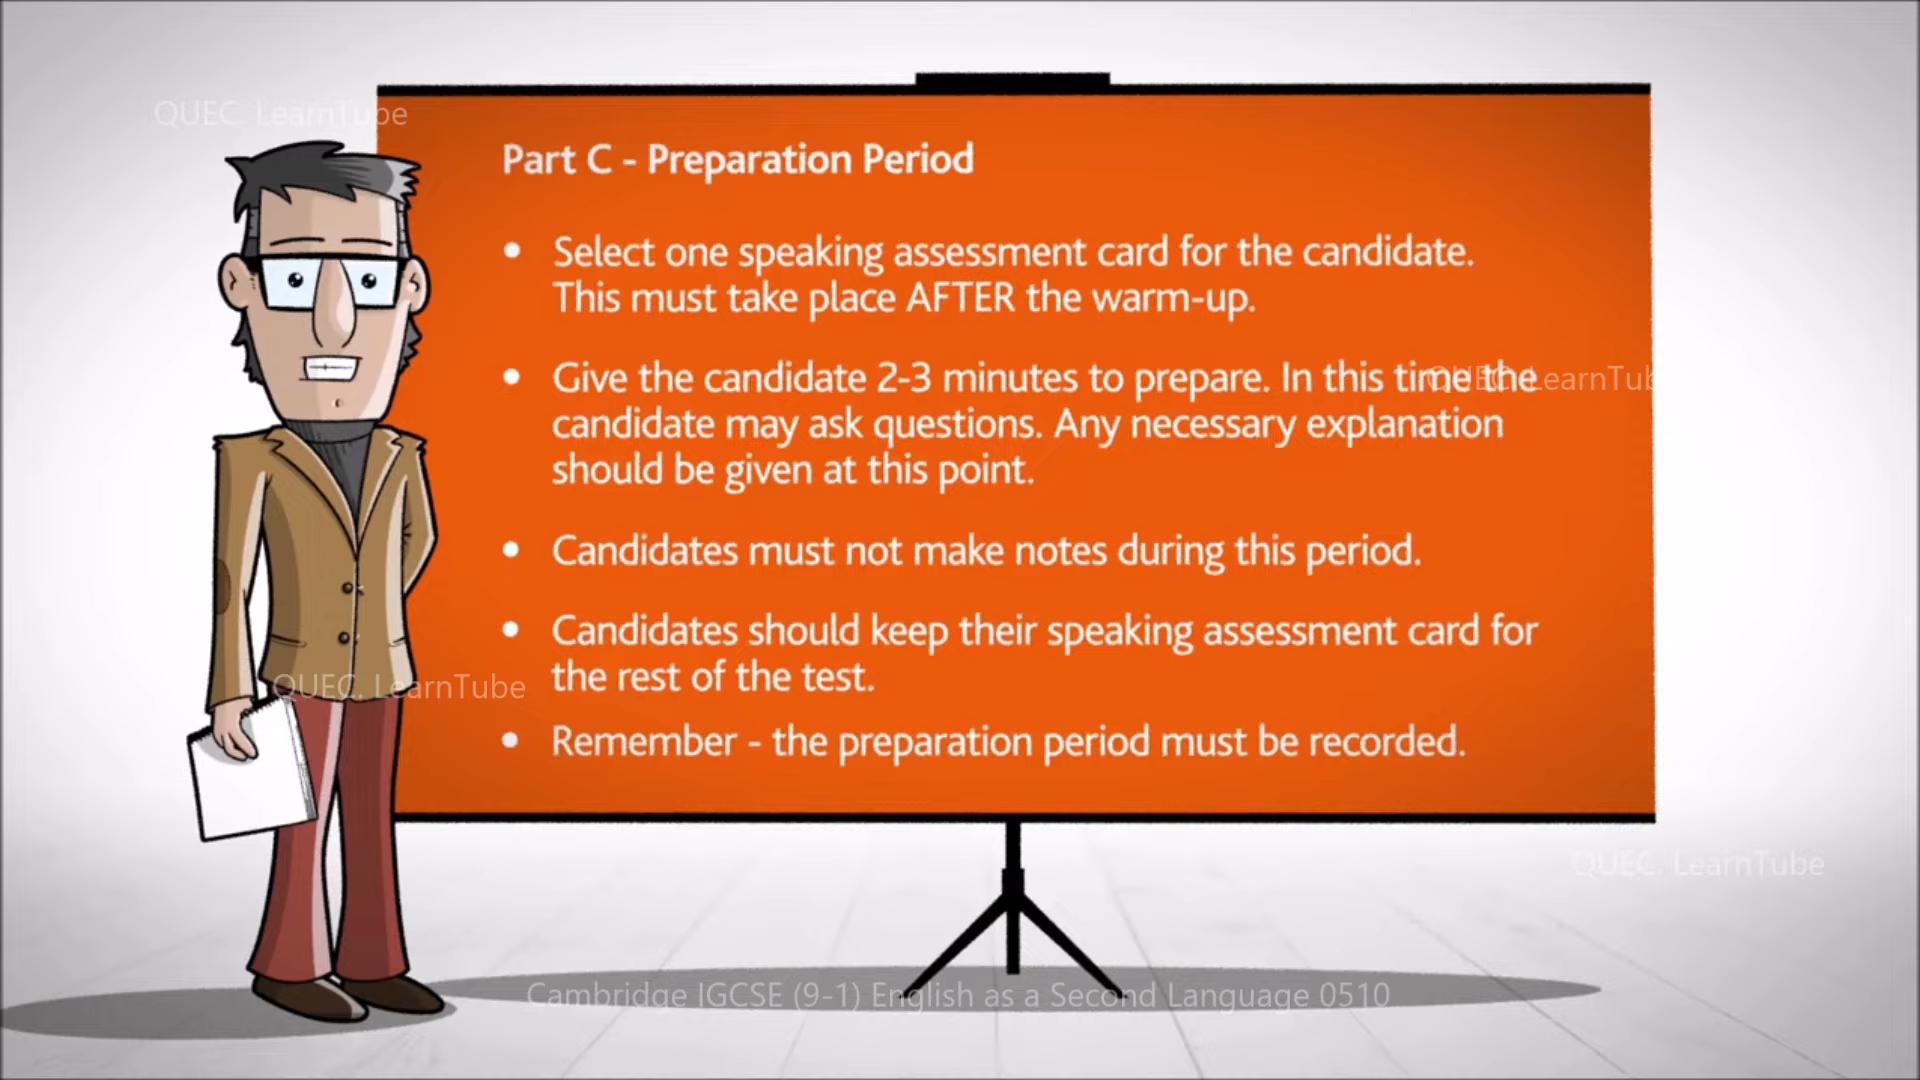 QUEC. LearnTube
Part C - Preparation Period
• Select one speaking assessment card for the candidate.
This must take place AFTER the warm-up.
• Give the candidate 2-3 minutes to prepare. In this time the
QUEC. LearnTub
candidate may ask questions. Any necessary explanation
should be given at this point.
• Candidates must not make notes during this period.
• Candidates should keep their speaking assessment card for
the rest of the test.
QUEC. LearnTube
• Remember - the preparation period must be recorded.
QUEC. LearnTube
Cambridge IGCSE (9-1) English as a Second Language 0510